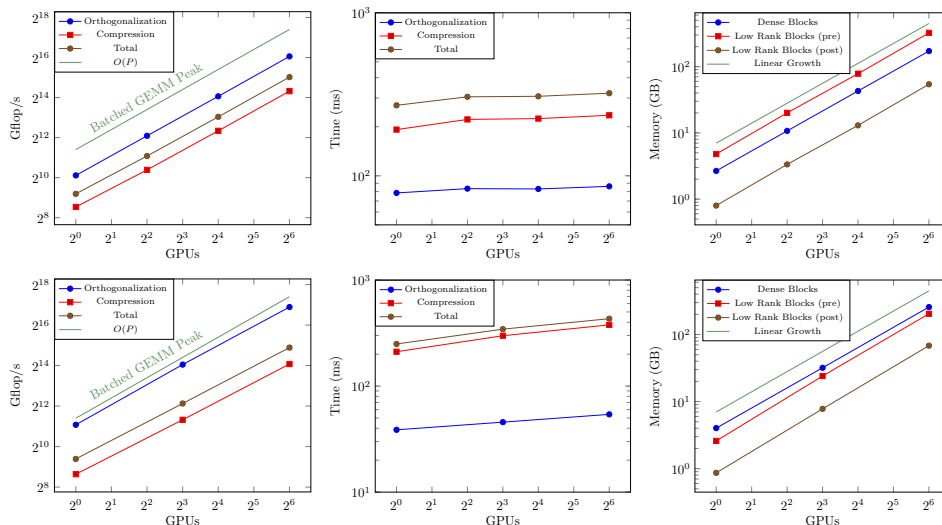 2^18
2^16
2^14
2^12
2^10
2^8
Gflop/s
Orthogonalization
Compression
Total
O(P)
Batched GEMM Peak
2^0 2^1 2^2 2^3 2^4 2^5 2^6
GPUs
10^3
10^2
Time (ms)
Orthogonalization
Compression
Total
2^0 2^1 2^2 2^3 2^4 2^5 2^6
GPUs
10^2
10^1
10^0
Memory (GB)
Dense Blocks
Low Rank Blocks (pre)
Low Rank Blocks (post)
Linear Growth
2^0 2^1 2^2 2^3 2^4 2^5 2^6
GPUs
2^18
2^16
2^14
2^12
2^10
2^8
Gflop/s
Orthogonalization
Compression
Total
O(P)
Batched GEMM Peak
2^0 2^1 2^2 2^3 2^4 2^5 2^6
GPUs
10^3
10^2
10^1
Time (ms)
Orthogonalization
Compression
Total
2^0 2^1 2^2 2^3 2^4 2^5 2^6
GPUs
10^2
10^1
10^0
Memory (GB)
Dense Blocks
Low Rank Blocks (pre)
Low Rank Blocks (post)
Linear Growth
2^0 2^1 2^2 2^3 2^4 2^5 2^6
GPUs